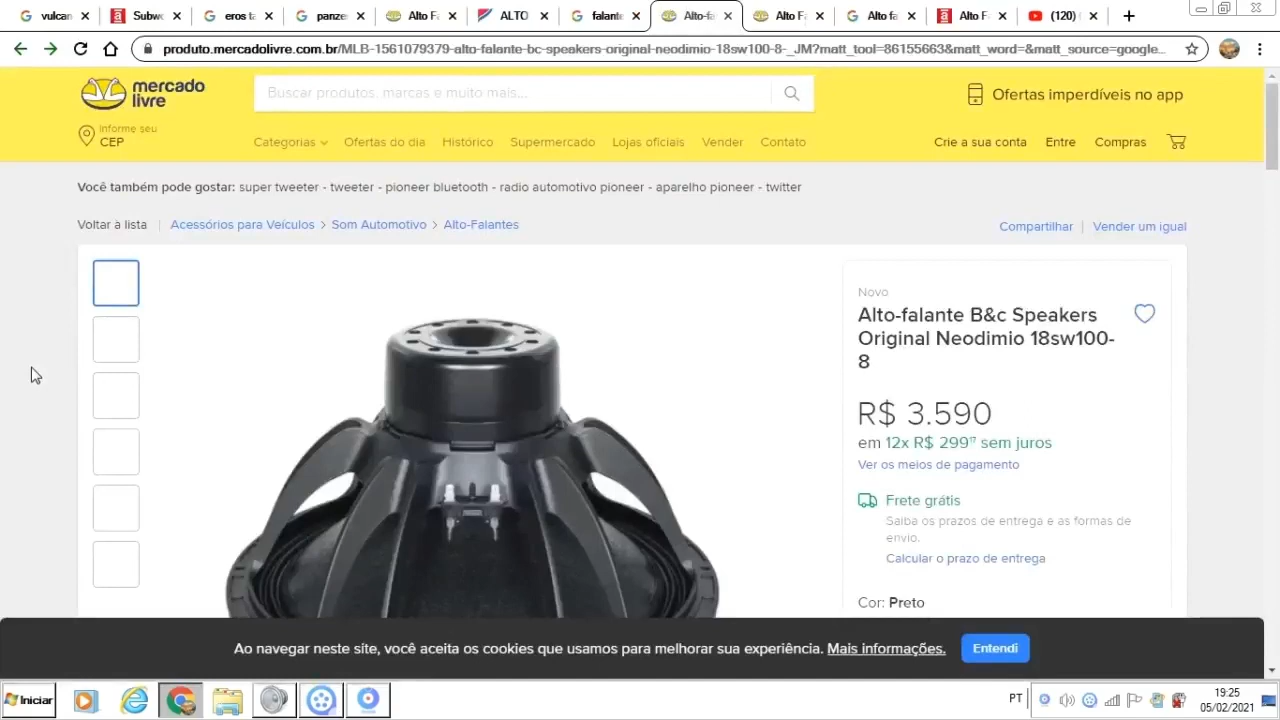 vulcan
Subw
eros ta
panze
Alto F
ALTO
falante
Alto-fa
Alto F
Alto fa
Alto F
(120)
produto.mercadolivre.com.br/MLB-1561079379-alto-falante-bc-speakers-original-neodimio-18sw100-8-_JM?matt_tool=86155663&matt_word=&matt_source=google...
mercado
livre
Buscar produtos, marcas e muito mais...
Ofertas imperdíveis no app
Informe seu
CEP
Categorias Ofertas do dia Histórico Supermercado Lojas oficiais Vender Contato
Crie a sua conta Entre Compras
Você também pode gostar: super tweeter - tweeter - pioneer bluetooth - radio automotivo pioneer - aparelho pioneer - twitter
Voltar à lista | Acessórios para Veículos > Som Automotivo > Alto-Falantes
Compartilhar | Vender um igual
Novo
Alto-falante B&c Speakers
Original Neodimio 18sw100-
8
R$ 3.590
em 12x R$ 299¹⁷ sem juros
Ver os meios de pagamento
Frete grátis
Saiba os prazos de entrega e as formas de
envio.
Calcular o prazo de entrega
Cor: Preto
Ao navegar neste site, você aceita os cookies que usamos para melhorar sua experiência. Mais informações.
Entendi
Iniciar
PT
19:25
05/02/2021